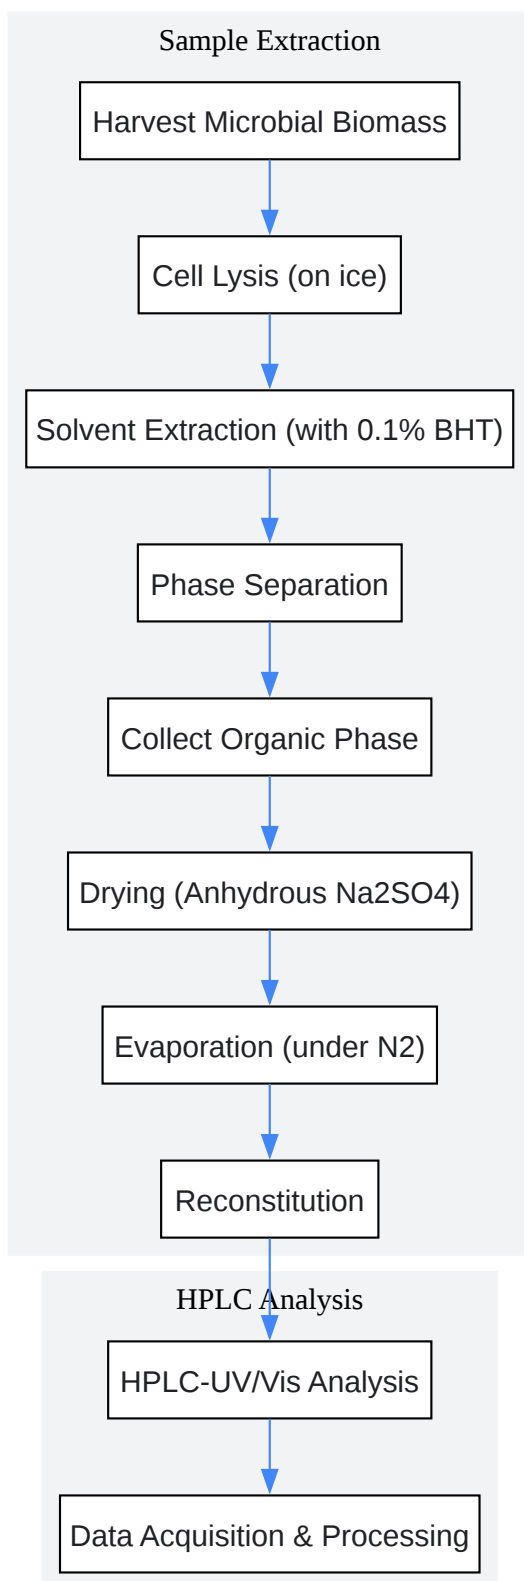 Sample Extraction
Harvest Microbial Biomass
Cell Lysis (on ice)
Solvent Extraction (with 0.1% BHT)
Phase Separation
Collect Organic Phase
Drying (Anhydrous Na2SO4)
Evaporation (under N2)
Reconstitution
HPLC Analysis
HPLC-UV/Vis Analysis
Data Acquisition & Processing